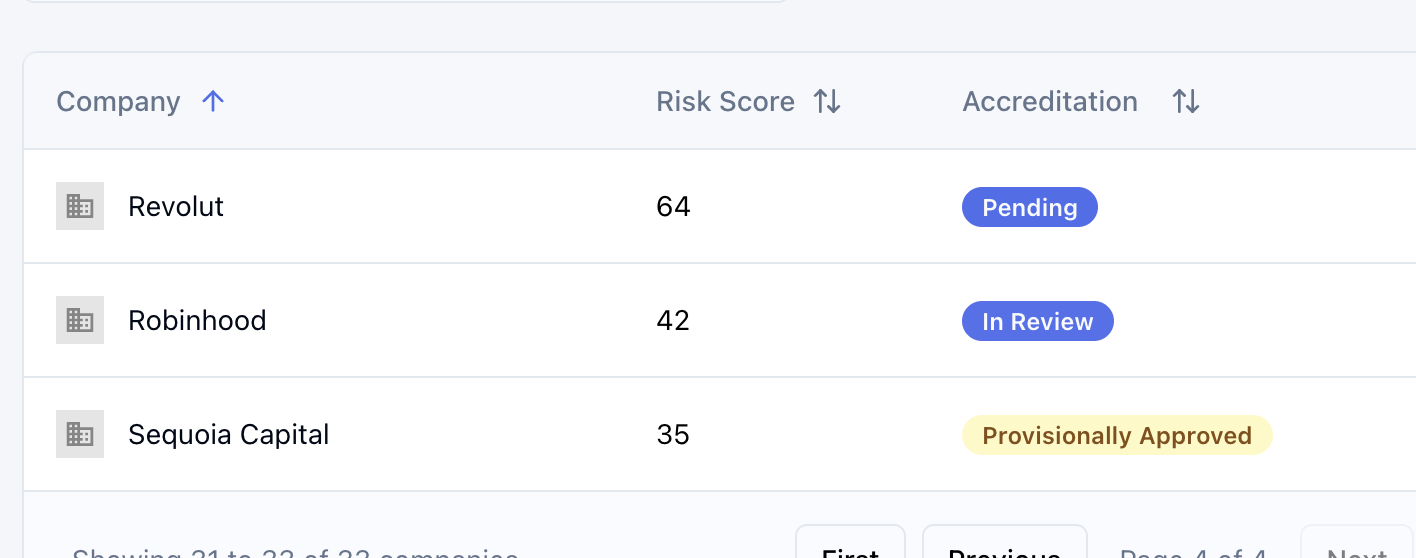 Company Risk Score Accreditation
Revolut 64 Pending
Robinhood 42 In Review
Sequoia Capital 35 Provisionally Approved
Showing 31 to 33 of 33 companies First Previous Page 4 of 4 Next